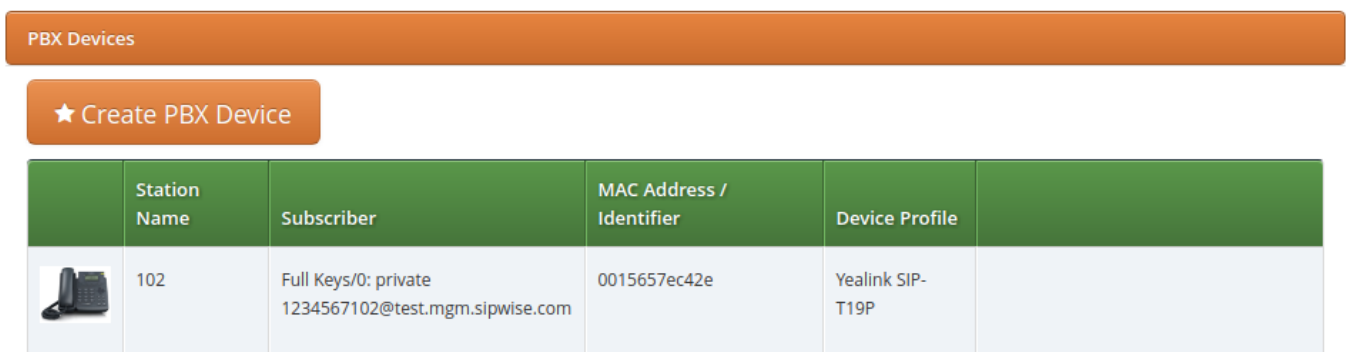 PBX Devices
Create PBX Device
Station Name
Subscriber
MAC Address / Identifier
Device Profile
102
Full Keys/0: private
1234567102@test.mgm.sipwise.com
0015657ec42e
Yealink SIP-
T19P